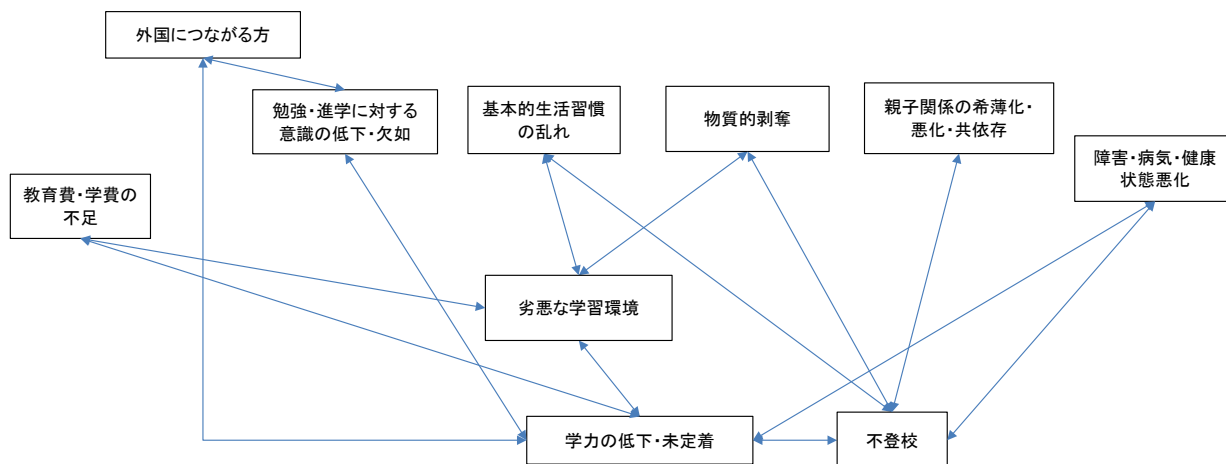 外国につながる方
勉強・進学に対する
意識の低下・欠如
基本的生活習慣
の乱れ
物質的剥奪
親子関係の希薄化・
悪化・共依存
障害・病気・健康
状態悪化
教育費・学費の
不足
劣悪な学習環境
学力の低下・未定着
不登校